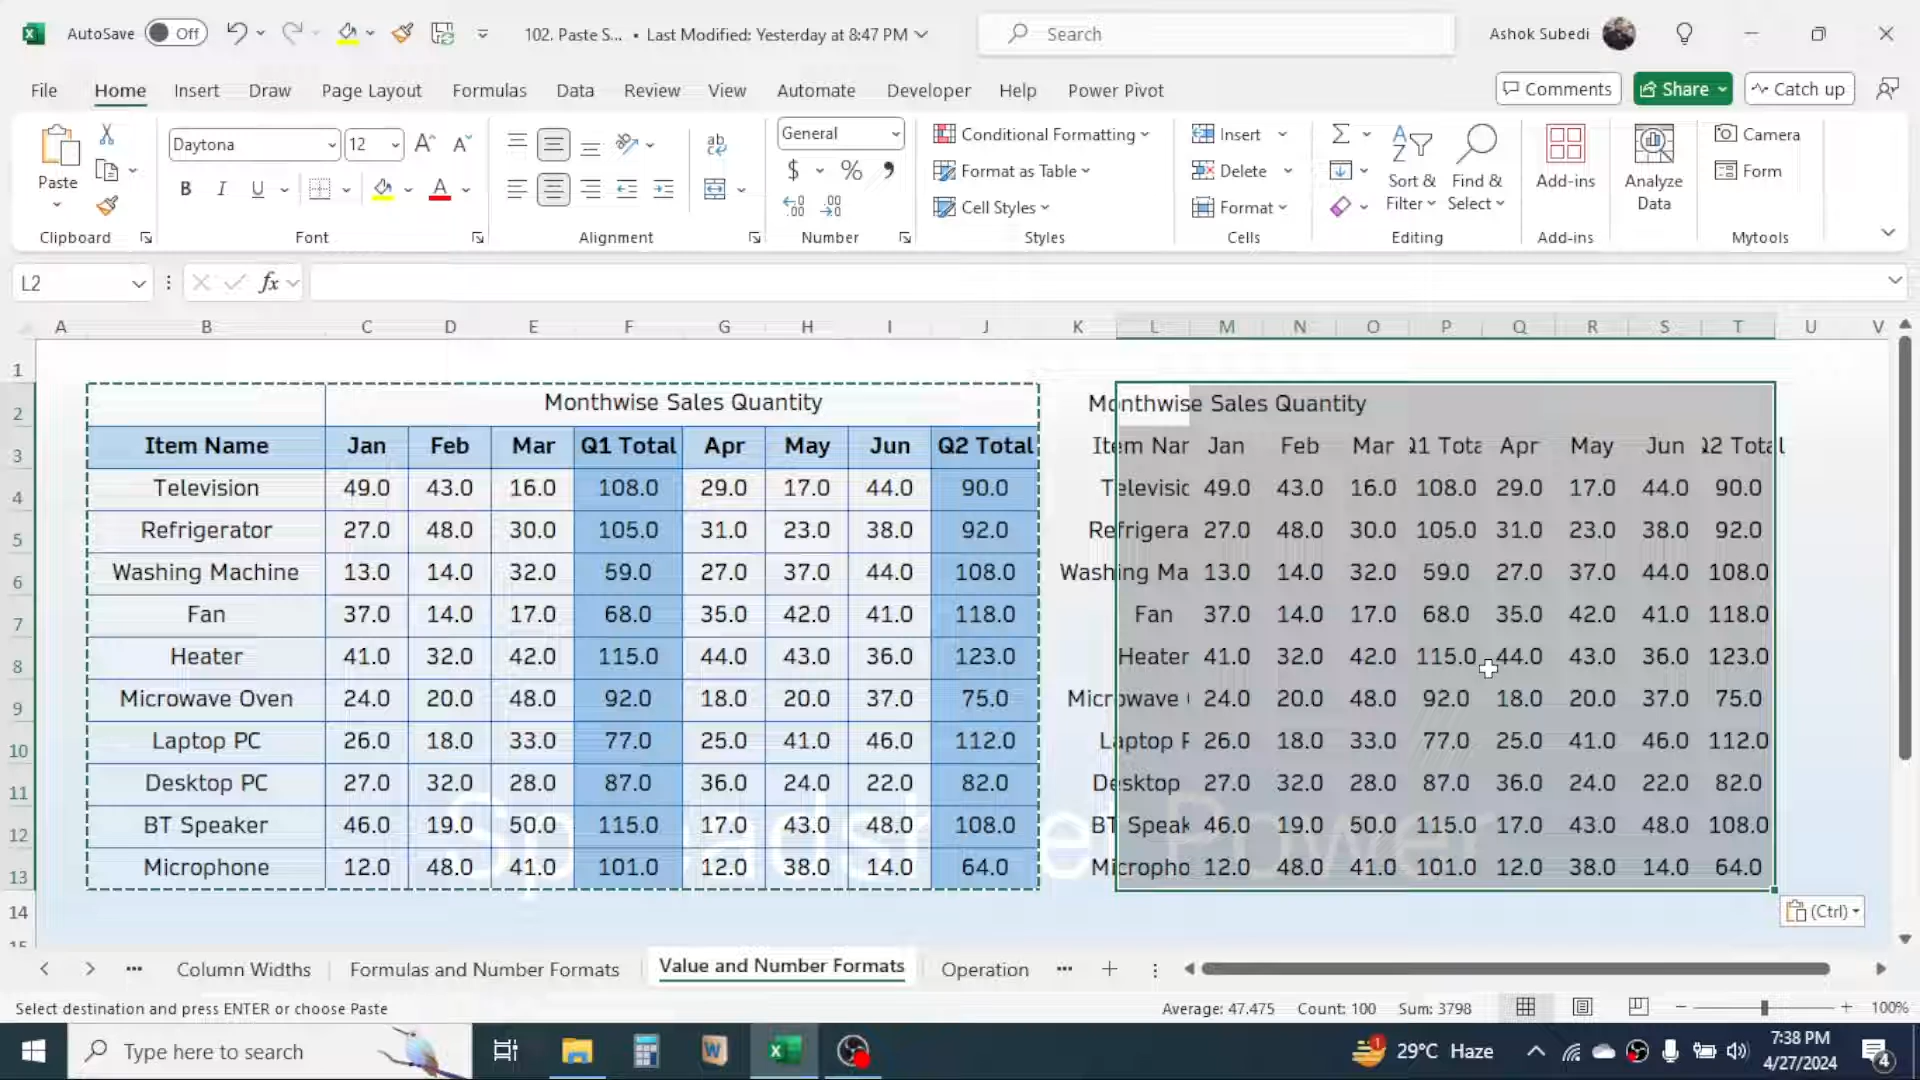 AutoSave Off 102. Paste S... • Last Modified: Yesterday at 8:47 PM Search Ashok Subedi
File Home Insert Draw Page Layout Formulas Data Review View Automate Developer Help Power Pivot Comments Share Catch up
Paste
Clipboard
Daytona 12
B I U
Font
ab
Alignment
General
$ % ,
Number
Conditional Formatting
Format as Table
Cell Styles
Styles
Insert
Delete
Format
Cells
Sort & Filter
Find & Select
Editing
Add-ins
Add-ins
Analyze Data
Camera
Form
Mytools
L2 fx
A B C D E F G H I J K L M N O P Q R S T U V
1
2 Monthwise Sales Quantity Monthwise Sales Quantity
3 Item Name Jan Feb Mar Q1 Total Apr May Jun Q2 Total Item Nar Jan Feb Mar Q1 Tota Apr May Jun Q2 Total
4 Television 49.0 43.0 16.0 108.0 29.0 17.0 44.0 90.0 Televisic 49.0 43.0 16.0 108.0 29.0 17.0 44.0 90.0
5 Refrigerator 27.0 48.0 30.0 105.0 31.0 23.0 38.0 92.0 Refrigera 27.0 48.0 30.0 105.0 31.0 23.0 38.0 92.0
6 Washing Machine 13.0 14.0 32.0 59.0 27.0 37.0 44.0 108.0 Washing Ma 13.0 14.0 32.0 59.0 27.0 37.0 44.0 108.0
7 Fan 37.0 14.0 17.0 68.0 35.0 42.0 41.0 118.0 Fan 37.0 14.0 17.0 68.0 35.0 42.0 41.0 118.0
8 Heater 41.0 32.0 42.0 115.0 44.0 43.0 36.0 123.0 Heater 41.0 32.0 42.0 115.0 44.0 43.0 36.0 123.0
9 Microwave Oven 24.0 20.0 48.0 92.0 18.0 20.0 37.0 75.0 Microwave 24.0 20.0 48.0 92.0 18.0 20.0 37.0 75.0
10 Laptop PC 26.0 18.0 33.0 77.0 25.0 41.0 46.0 112.0 Laptop P 26.0 18.0 33.0 77.0 25.0 41.0 46.0 112.0
11 Desktop PC 27.0 32.0 28.0 87.0 36.0 24.0 22.0 82.0 Desktop 27.0 32.0 28.0 87.0 36.0 24.0 22.0 82.0
12 BT Speaker 46.0 19.0 50.0 115.0 17.0 43.0 48.0 108.0 BT Speak 46.0 19.0 50.0 115.0 17.0 43.0 48.0 108.0
13 Microphone 12.0 48.0 41.0 101.0 12.0 38.0 14.0 64.0 Micropho 12.0 48.0 41.0 101.0 12.0 38.0 14.0 64.0
Spreadsheet Power
14 (Ctrl)
15
... Column Widths Formulas and Number Formats Value and Number Formats Operation ...
Select destination and press ENTER or choose Paste Average: 47.475 Count: 100 Sum: 3798 100%
Type here to search 29°C Haze 7:38 PM
4/27/2024 4